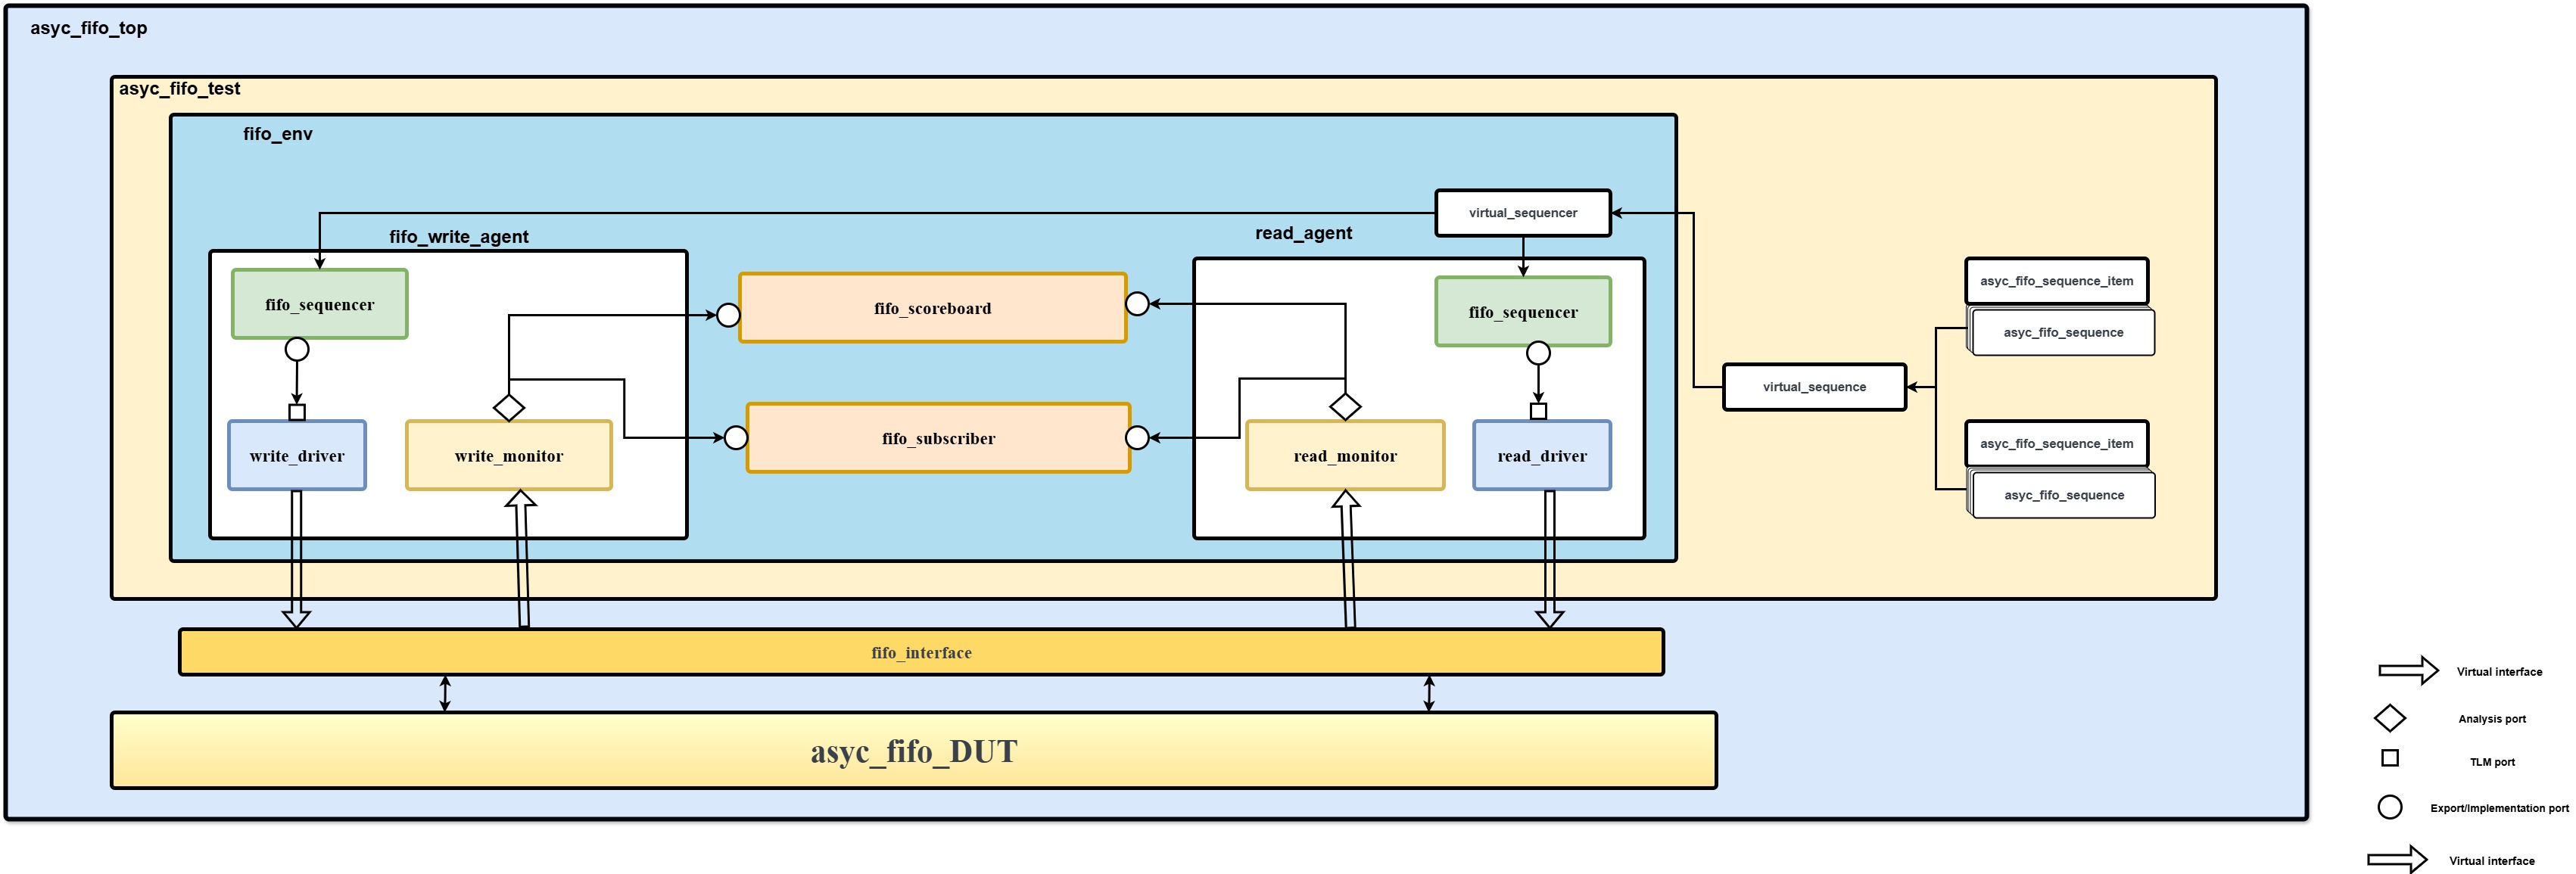 asyc_fifo_top
asyc_fifo_test
fifo_env
virtual_sequencer
fifo_write_agent
read_agent
fifo_sequencer
fifo_scoreboard
fifo_sequencer
asyc_fifo_sequence_item
asyc_fifo_sequence
virtual_sequence
write_driver
write_monitor
fifo_subscriber
read_monitor
read_driver
asyc_fifo_sequence_item
asyc_fifo_sequence
fifo_interface
asyc_fifo_DUT
Virtual interface
Analysis port
TLM port
Export/Implementation port
Virtual interface